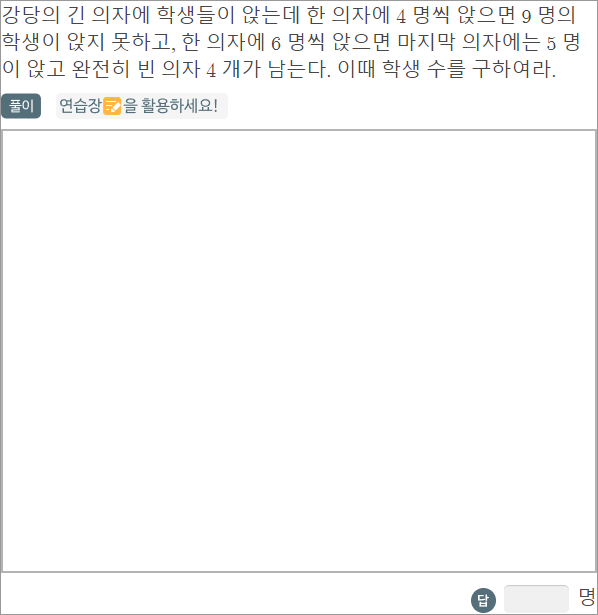 강당의 긴 의자에 학생들이 앉는데 한 의자에 4 명씩 앉으면 9 명의
학생이 앉지 못하고, 한 의자에 6 명씩 앉으면 마지막 의자에는 5 명
이 앉고 완전히 빈 의자 4 개가 남는다. 이때 학생 수를 구하여라.
풀이 연습장📝을 활용하세요!
답 명